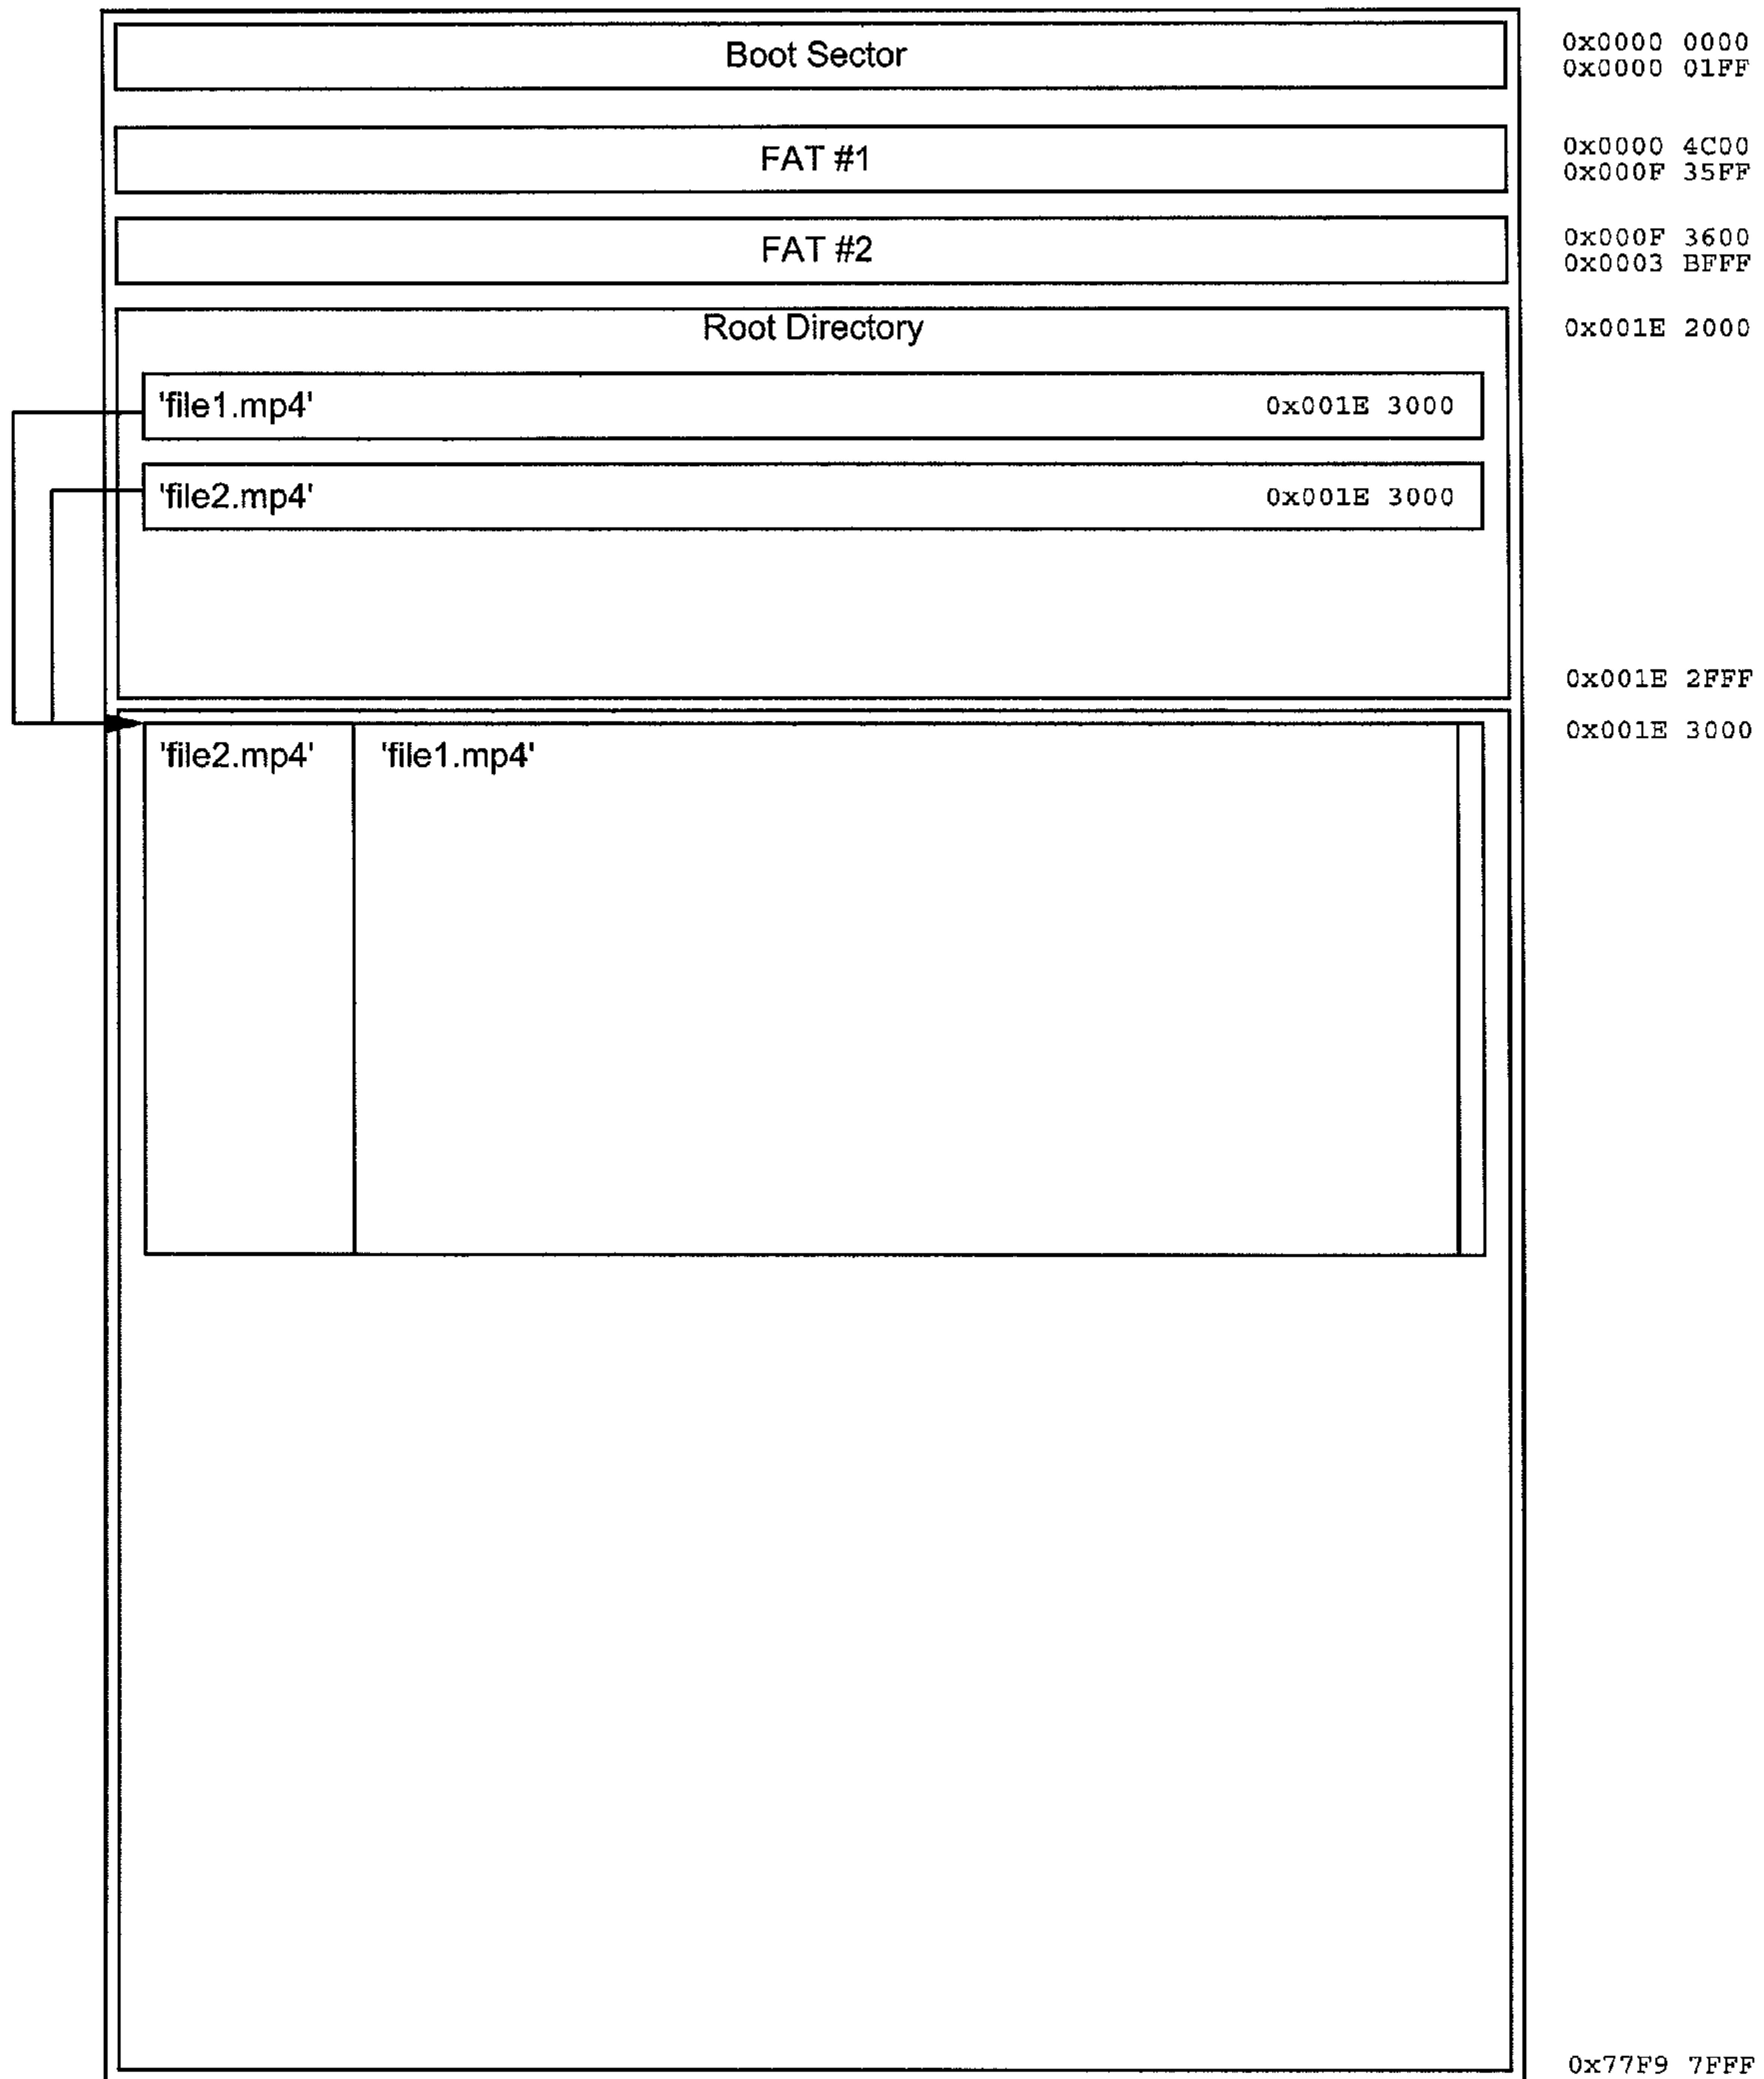 Boot Sector
0x0000 0000
0x0000 01FF
FAT #1
0x0000 4C00
0x000F 35FF
FAT #2
0x000F 3600
0x0003 BFFF
Root Directory
0x001E 2000
'file1.mp4' 0x001E 3000
'file2.mp4' 0x001E 3000
0x001E 2FFF
0x001E 3000
'file2.mp4' 'file1.mp4'
0x77F9 7FFF